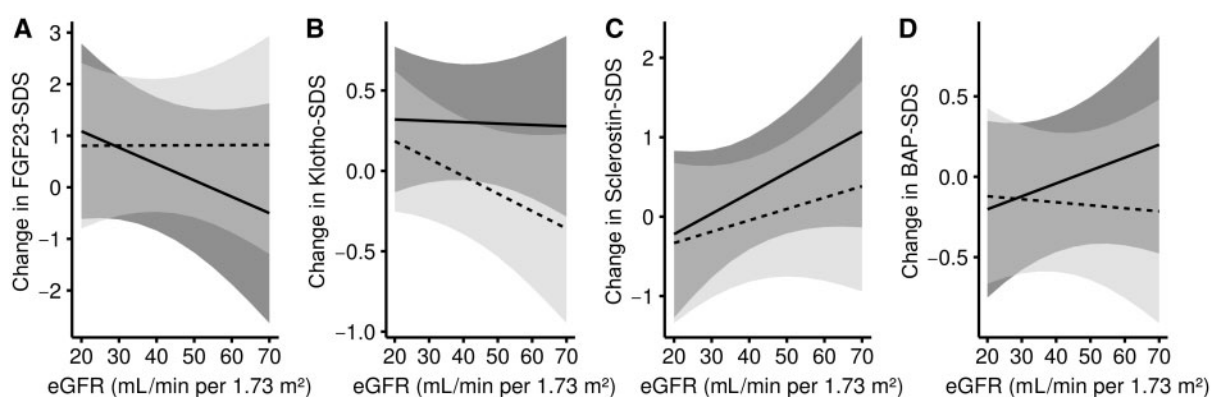 A
Change in FGF23-SDS
3
2
1
0
−1
−2
20 30 40 50 60 70
eGFR (mL/min per 1.73 m²)
B
Change in Klotho-SDS
0.5
0.0
−0.5
−1.0
20 30 40 50 60 70
eGFR (mL/min per 1.73 m²)
C
Change in Sclerostin-SDS
2
1
0
−1
20 30 40 50 60 70
eGFR (mL/min per 1.73 m²)
D
Change in BAP-SDS
0.5
0.0
−0.5
20 30 40 50 60 70
eGFR (mL/min per 1.73 m²)